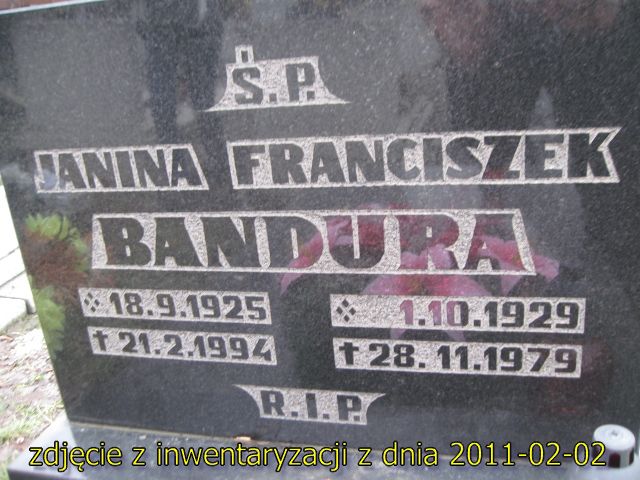 Ś.P.
JANINA FRANCISZEK
BANDURA
18.9.1925 1.10.1929
✝21.2.1994 ✝28.11.1979
R.I.P.
zdjęcie z inwentaryzacji z dnia 2011-02-02